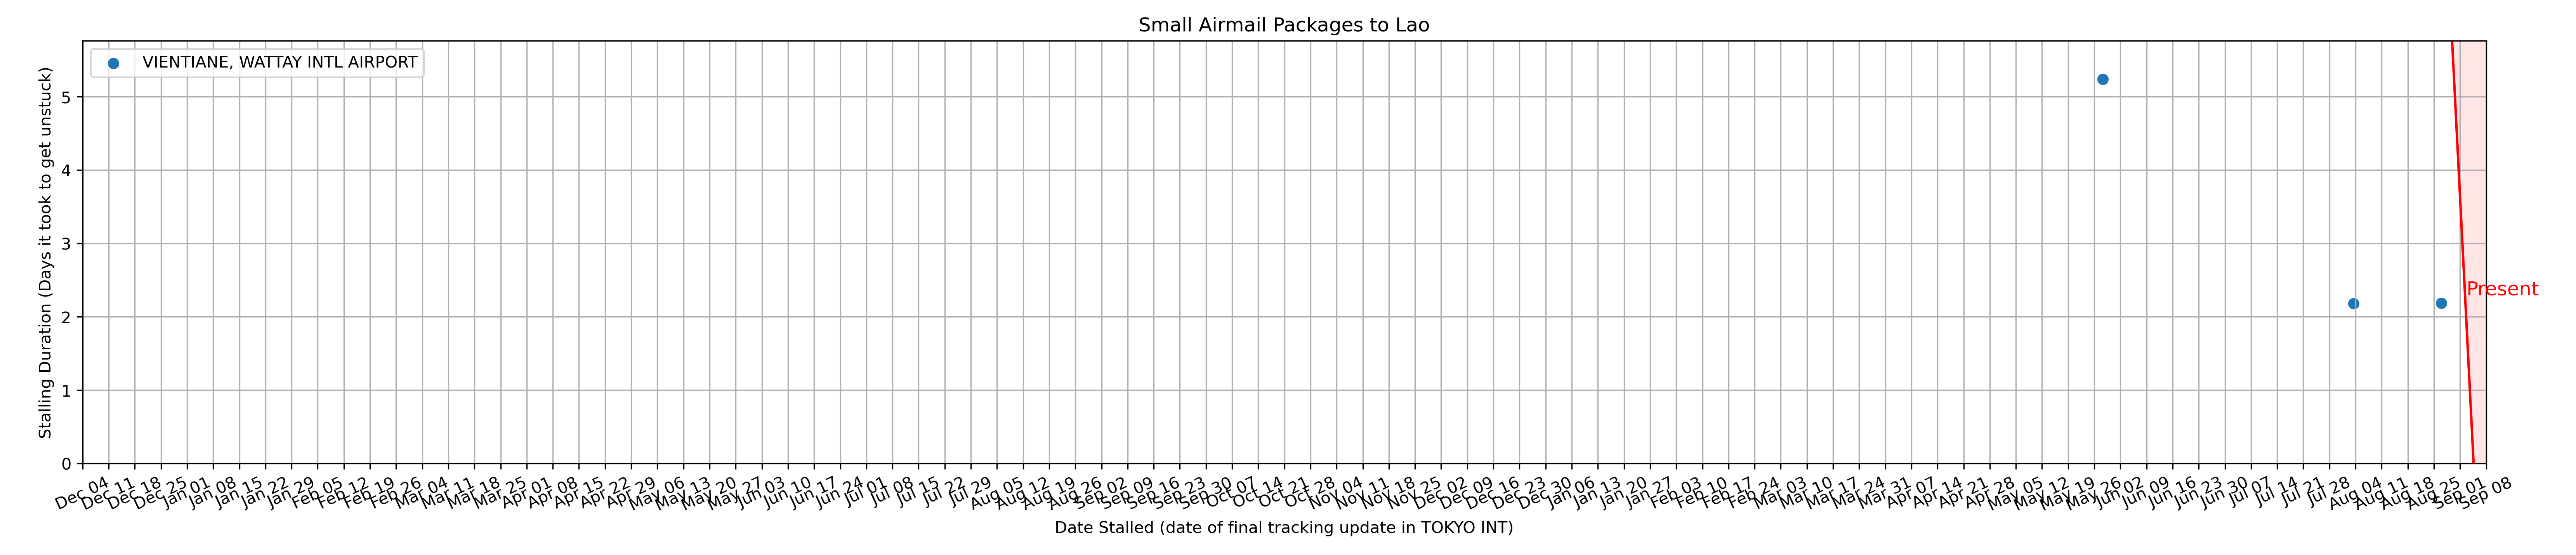 Small Airmail Packages to Lao
VIENTIANE, WATTAY INTL AIRPORT
Stalling Duration (Days it took to get unstuck)
5
4
3
2
1
0
Present
Dec 04
Dec 11
Dec 18
Dec 25
Jan 01
Jan 08
Jan 15
Jan 22
Jan 29
Feb 05
Feb 12
Feb 19
Feb 26
Mar 04
Mar 11
Mar 18
Mar 25
Apr 01
Apr 08
Apr 15
Apr 22
Apr 29
May 06
May 13
May 20
May 27
Jun 03
Jun 10
Jun 17
Jun 24
Jul 01
Jul 08
Jul 15
Jul 22
Jul 29
Aug 05
Aug 12
Aug 19
Aug 26
Sep 02
Sep 09
Sep 16
Sep 23
Sep 30
Oct 07
Oct 14
Oct 21
Oct 28
Nov 04
Nov 11
Nov 18
Nov 25
Dec 02
Dec 09
Dec 16
Dec 23
Dec 30
Jan 06
Jan 13
Jan 20
Jan 27
Feb 03
Feb 10
Feb 17
Feb 24
Mar 03
Mar 10
Mar 17
Mar 24
Mar 31
Apr 07
Apr 14
Apr 21
Apr 28
May 05
May 12
May 19
May 26
Jun 02
Jun 09
Jun 16
Jun 23
Jun 30
Jul 07
Jul 14
Jul 21
Jul 28
Aug 04
Aug 11
Aug 18
Aug 25
Sep 01
Sep 08
Date Stalled (date of final tracking update in TOKYO INT)